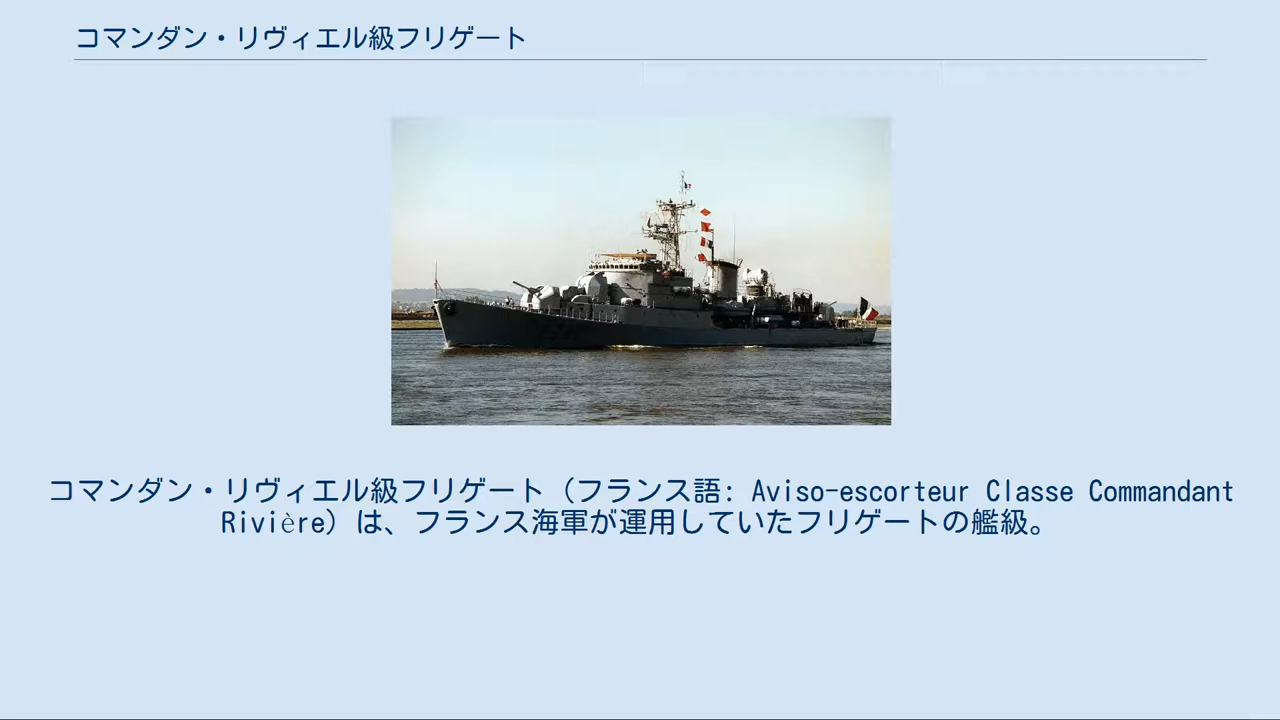 コマンダン・リヴィエル級フリゲート
コマンダン・リヴィエル級フリゲート（フランス語: Aviso-escorteur Classe Commandant
Rivière）は、フランス海軍が運用していたフリゲートの艦級。